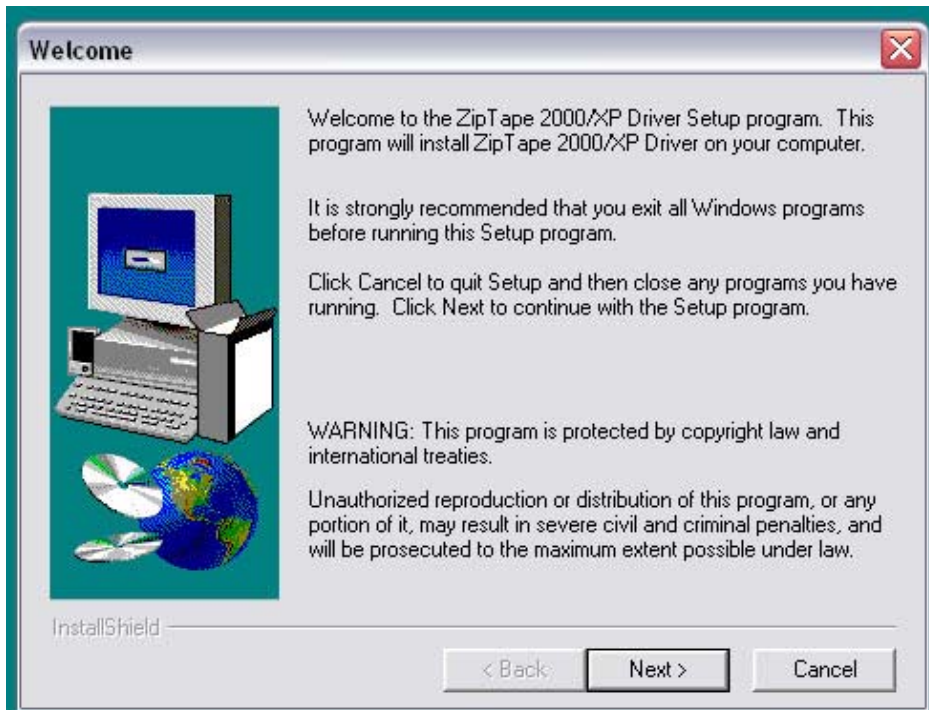 Welcome
Welcome to the ZipTape 2000/XP Driver Setup program.  This
program will install ZipTape 2000/XP Driver on your computer.
It is strongly recommended that you exit all Windows programs
before running this Setup program.
Click Cancel to quit Setup and then close any programs you have
running.  Click Next to continue with the Setup program.
WARNING: This program is protected by copyright law and
international treaties.
Unauthorized reproduction or distribution of this program, or any
portion of it, may result in severe civil and criminal penalties, and
will be prosecuted to the maximum extent possible under law.
InstallShield
< Back
Next >
Cancel